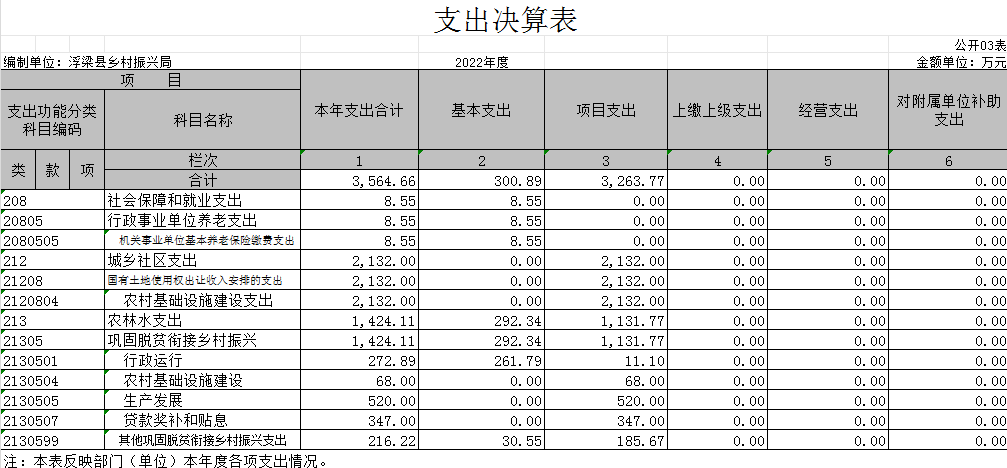 支出决算表
公开03表
编制单位：浮梁县乡村振兴局 2022年度 金额单位：万元
项 目 本年支出合计 基本支出 项目支出 上缴上级支出 经营支出 对附属单位补助支出
支出功能分类科目编码 科目名称
类 款 项 栏次 1 2 3 4 5 6
合计 3,564.66 300.89 3,263.77 0.00 0.00 0.00
208 社会保障和就业支出 8.55 8.55 0.00 0.00 0.00 0.00
20805 行政事业单位养老支出 8.55 8.55 0.00 0.00 0.00 0.00
2080505 机关事业单位基本养老保险缴费支出 8.55 8.55 0.00 0.00 0.00 0.00
212 城乡社区支出 2,132.00 0.00 2,132.00 0.00 0.00 0.00
21208 国有土地使用权出让收入安排的支出 2,132.00 0.00 2,132.00 0.00 0.00 0.00
2120804 农村基础设施建设支出 2,132.00 0.00 2,132.00 0.00 0.00 0.00
213 农林水支出 1,424.11 292.34 1,131.77 0.00 0.00 0.00
21305 巩固脱贫衔接乡村振兴 1,424.11 292.34 1,131.77 0.00 0.00 0.00
2130501 行政运行 272.89 261.79 11.10 0.00 0.00 0.00
2130504 农村基础设施建设 68.00 0.00 68.00 0.00 0.00 0.00
2130505 生产发展 520.00 0.00 520.00 0.00 0.00 0.00
2130507 贷款奖补和贴息 347.00 0.00 347.00 0.00 0.00 0.00
2130599 其他巩固脱贫衔接乡村振兴支出 216.22 30.55 185.67 0.00 0.00 0.00
注：本表反映部门（单位）本年度各项支出情况。